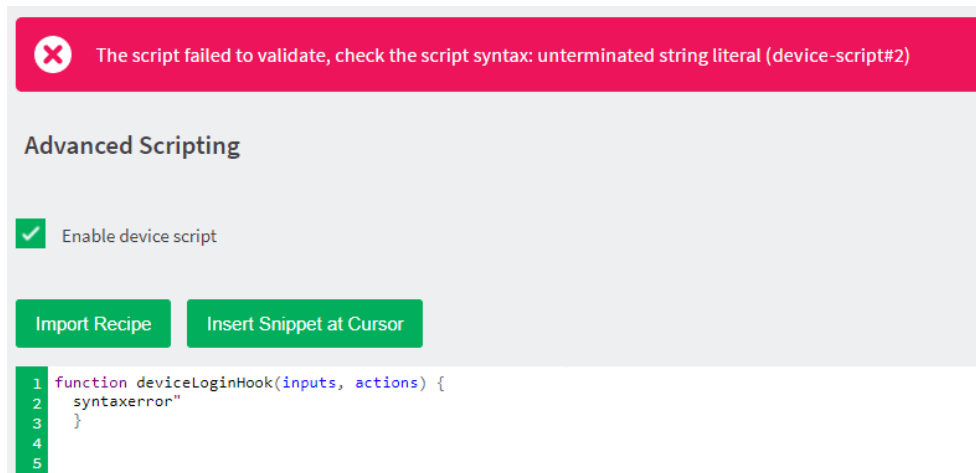 The script failed to validate, check the script syntax: unterminated string literal (device-script#2)
Advanced Scripting
Enable device script
Import Recipe
Insert Snippet at Cursor
1 function deviceLoginHook(inputs, actions) {
2 syntaxerror"
3 }
4
5